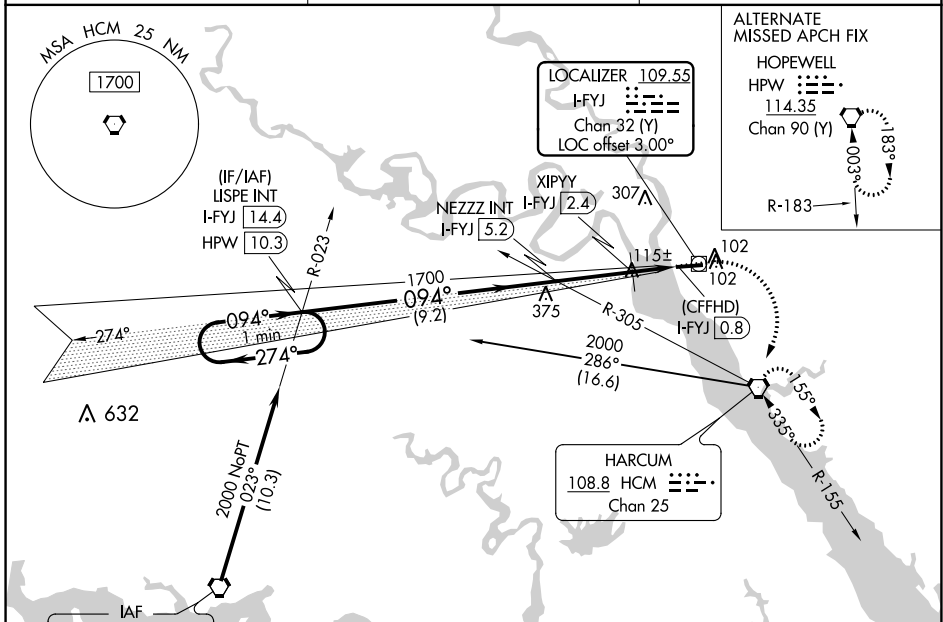 MSA HCM 25 NM
1700
ALTERNATE
MISSED APCH FIX
HOPEWELL
HPW
114.35
Chan 90 (Y)
183°
003°
R-183
LOCALIZER 109.55
I-FYJ
Chan 32 (Y)
LOC offset 3.00°
(IF/IAF)
LISPE INT
I-FYJ 14.4
HPW 10.3
R-023
NEZZZ INT
I-FYJ 5.2
XIPYY
I-FYJ 2.4
307
115±
102
102
1700
094°
(9.2)
375
(CFFHD)
I-FYJ 0.8
R-305
094°
1 min
274°
274°
2000
286°
(16.6)
632
155°
335°
R-155
2000 NoPT
023°
(10.3)
HARCUM
108.8 HCM
Chan 25
IAF